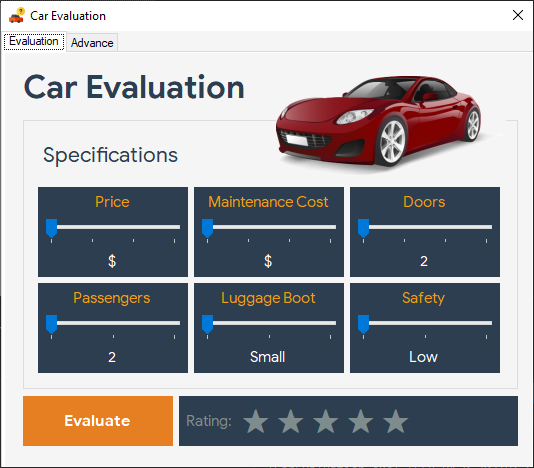 Car Evaluation
Evaluation Advance
Car Evaluation
Specifications
Price Maintenance Cost Doors
$ $ 2
Passengers Luggage Boot Safety
2 Small Low
Evaluate Rating: